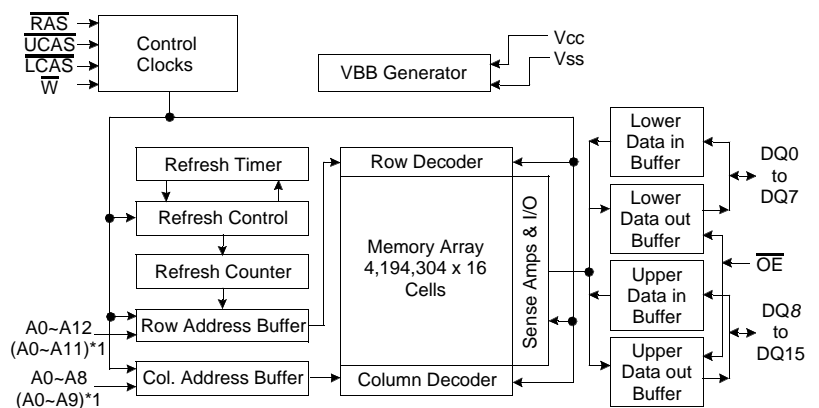 RAS
UCAS
LCAS
W
Control
Clocks
VBB Generator
Vcc
Vss
Refresh Timer
Refresh Control
Refresh Counter
Row Address Buffer
Col. Address Buffer
A0~A12
(A0~A11)*1
A0~A8
(A0~A9)*1
Row Decoder
Memory Array
4,194,304 x 16
Cells
Column Decoder
Sense Amps & I/O
Lower
Data in
Buffer
Lower
Data out
Buffer
Upper
Data in
Buffer
Upper
Data out
Buffer
DQ0
to
DQ7
OE
DQ8
to
DQ15